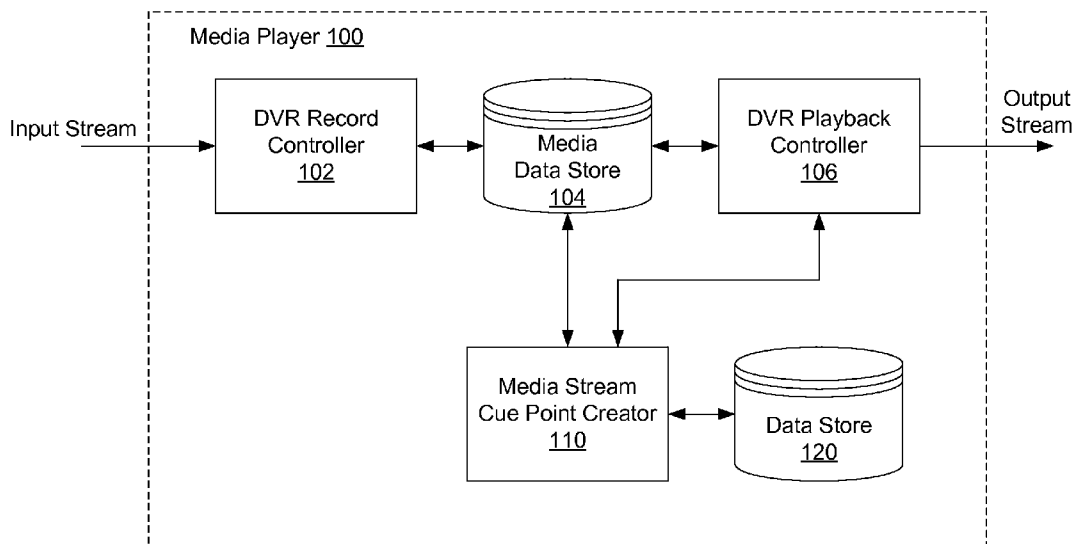 Media Player 100
Input Stream
DVR Record
Controller
102
Media
Data Store
104
DVR Playback
Controller
106
Output
Stream
Media Stream
Cue Point Creator
110
Data Store
120